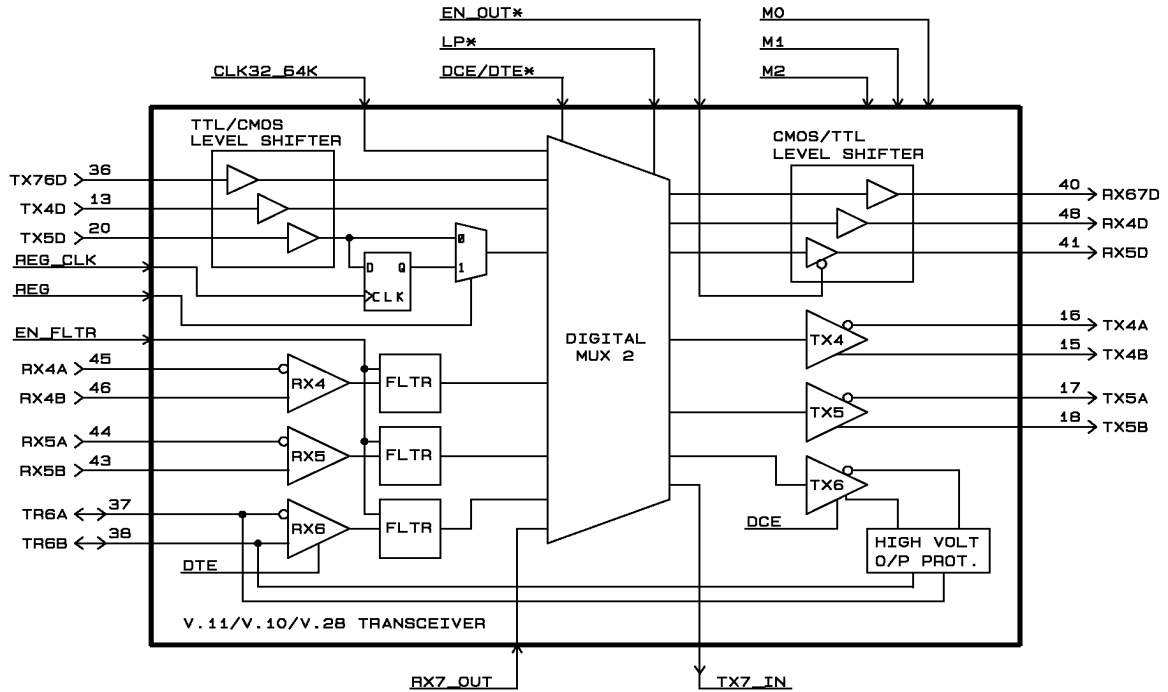 EN_OUT*
LP*
DCE/DTE*
M0
M1
M2
CLK32_64K
TTL/CMOS
LEVEL SHIFTER
CMOS/TTL
LEVEL SHIFTER
TX76D 36
TX4D 13
TX5D 20
REG_CLK
REG
D Q
CLK
0
1
EN_FLTR
RX4A 45
RX4B 46
RX4
FLTR
RX5A 44
RX5B 43
RX5
FLTR
TR6A 37
TR6B 38
RX6
FLTR
DTE
DIGITAL
MUX 2
40 RX67D
48 RX4D
41 RX5D
TX4
16 TX4A
15 TX4B
TX5
17 TX5A
18 TX5B
TX6
DCE
HIGH VOLT
O/P PROT.
V.11/V.10/V.28 TRANSCEIVER
RX7_OUT
TX7_IN